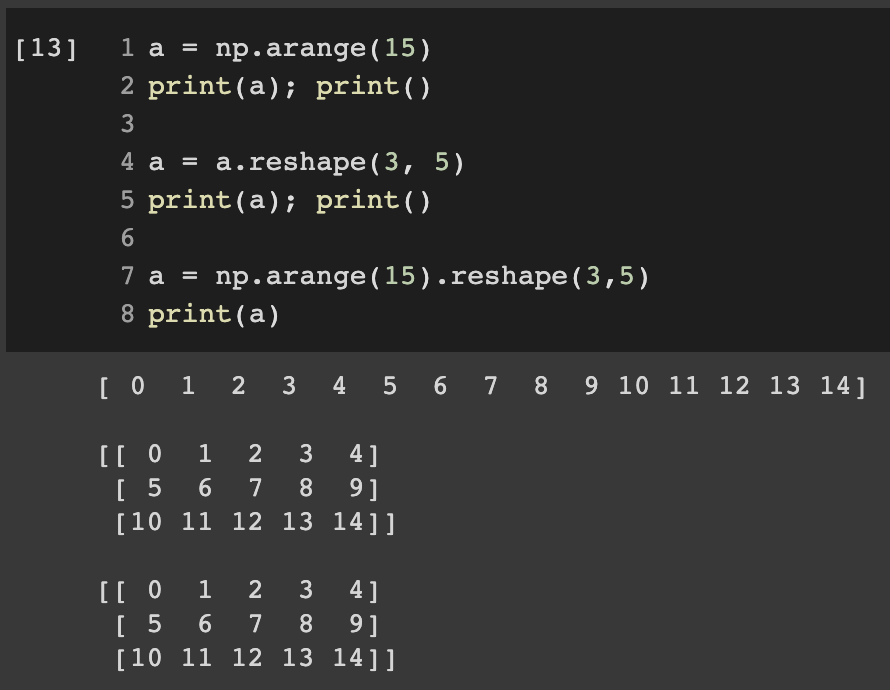 [13] 1 a = np.arange(15)
2 print(a); print()
3
4 a = a.reshape(3, 5)
5 print(a); print()
6
7 a = np.arange(15).reshape(3,5)
8 print(a)
[ 0  1  2  3  4  5  6  7  8  9 10 11 12 13 14]
[[ 0  1  2  3  4]
 [ 5  6  7  8  9]
 [10 11 12 13 14]]
[[ 0  1  2  3  4]
 [ 5  6  7  8  9]
 [10 11 12 13 14]]